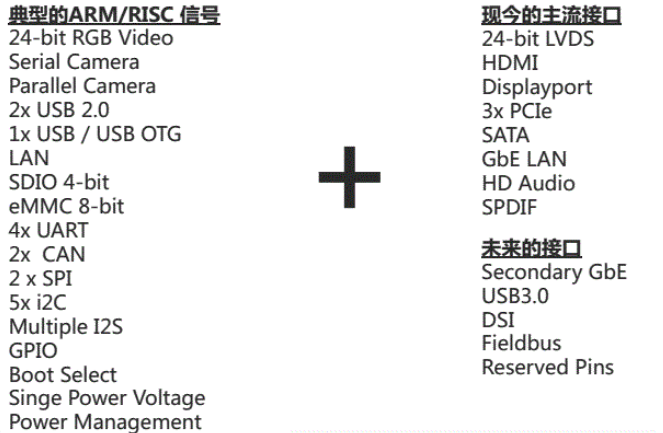 典型的ARM/RISC 信号
24-bit RGB Video
Serial Camera
Parallel Camera
2x USB 2.0
1x USB / USB OTG
LAN
SDIO 4-bit
eMMC 8-bit
4x UART
2x  CAN
2 x SPI
5x i2C
Multiple I2S
GPIO
Boot Select
Singe Power Voltage
Power Management
+
现今的主流接口
24-bit LVDS
HDMI
Displayport
3x PCIe
SATA
GbE LAN
HD Audio
SPDIF
未来的接口
Secondary GbE
USB3.0
DSI
Fieldbus
Reserved Pins